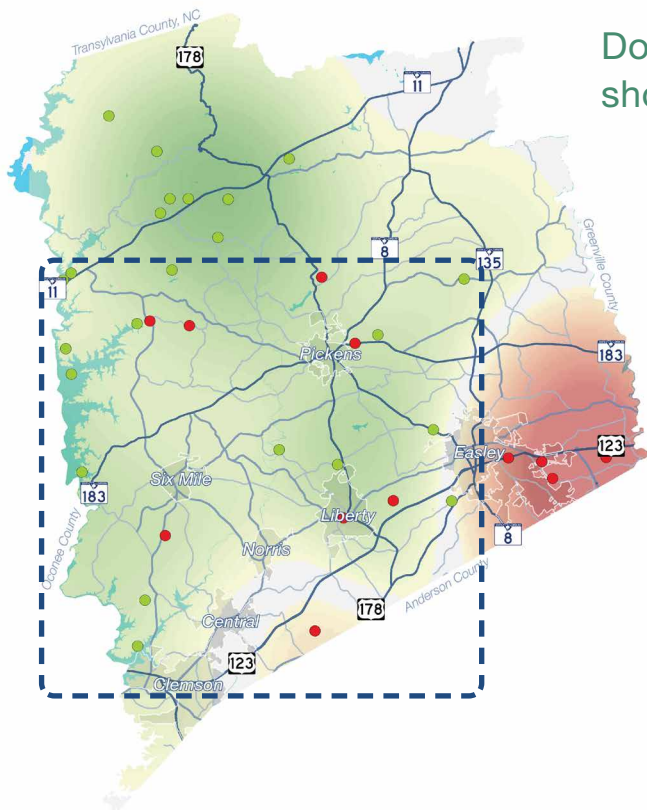 Transylvania County, NC
178
11
Do
sho
Greenville County
8
135
11
Pickens
183
Easley
123
Six Mile
183
Liberty
8
Norris
Oconee County
Anderson County
178
Central
123
Clemson